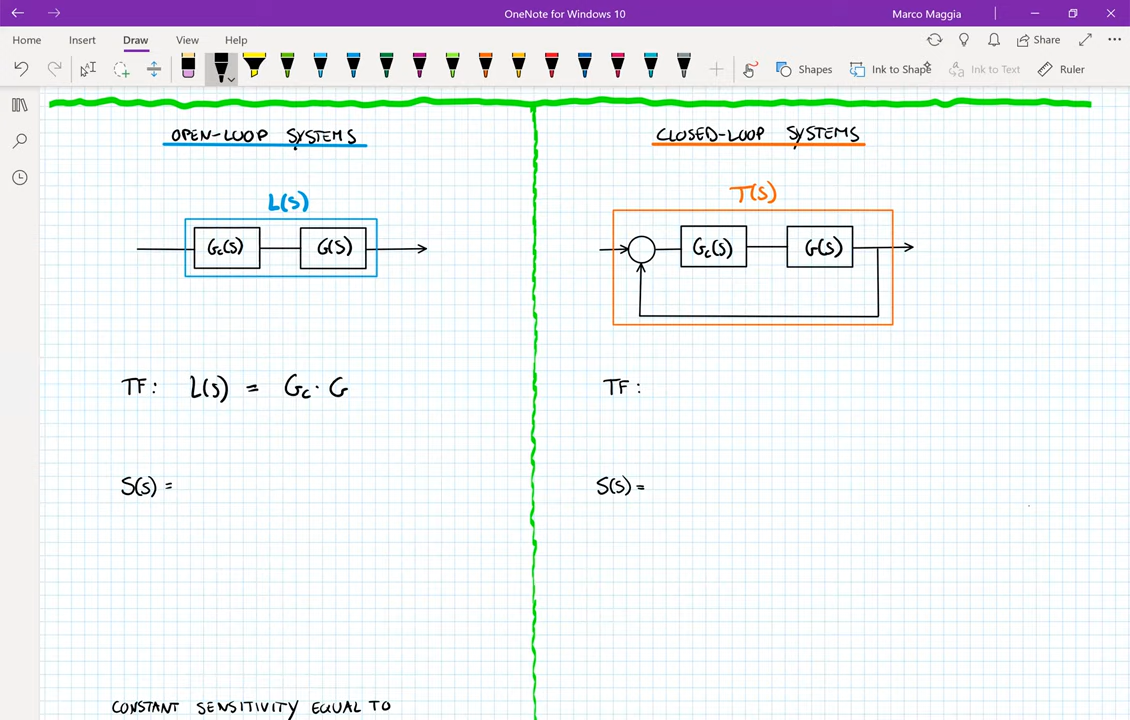 OneNote for Windows 10
Marco Maggia
Home
Insert
Draw
View
Help
Share
Shapes
Ink to Shape
Ink to Text
Ruler
OPEN-LOOP SYSTEMS
L(S)
Gc(S)
G(S)
TF: L(S) = Gc · G
S(S) =
CONSTANT SENSITIVITY EQUAL TO
CLOSED-LOOP SYSTEMS
T(S)
Gc(S)
G(S)
TF:
S(S) =